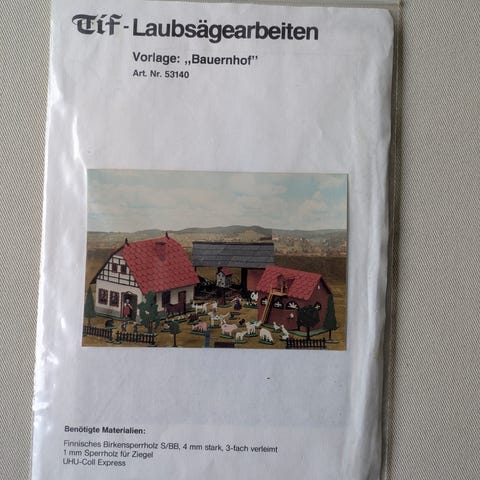 Tif-Laubsägearbeiten
Vorlage: „Bauernhof"
Art. Nr. 53140
Benötigte Materialien:
Finnisches Birkensperrholz S/BB, 4 mm stark, 3-fach verleimt
1 mm Sperrholz für Ziegel
UHU-Coll Express